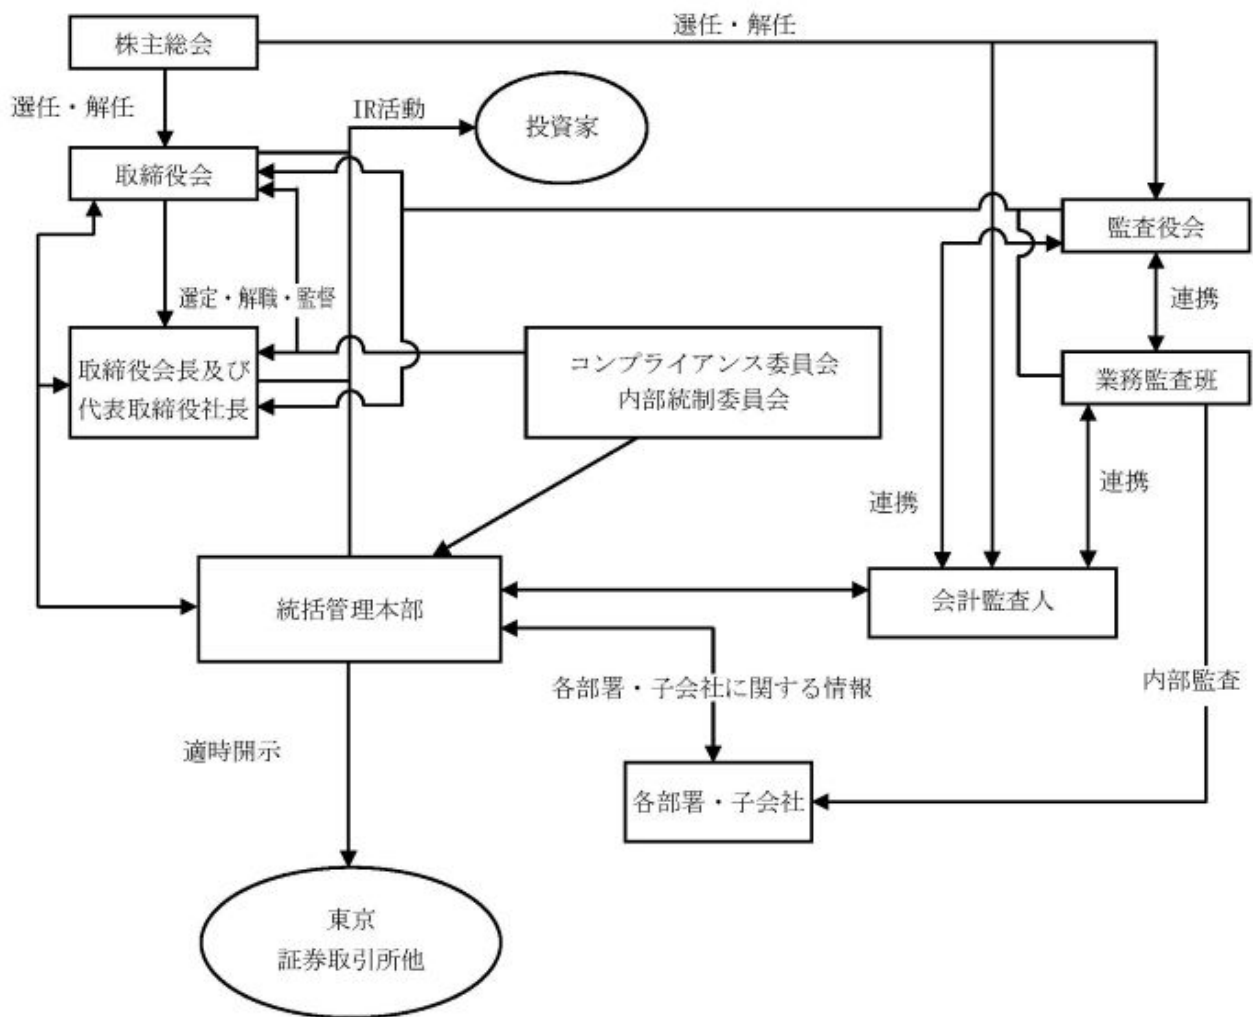 選任・解任
株主総会
選任・解任
IR活動
投資家
取締役会
監査役会
選定・解職・監督
連携
取締役会長及び
代表取締役社長
コンプライアンス委員会
内部統制委員会
業務監査班
連携
連携
統括管理本部
会計監査人
各部署・子会社に関する情報
内部監査
適時開示
各部署・子会社
東京
証券取引所他